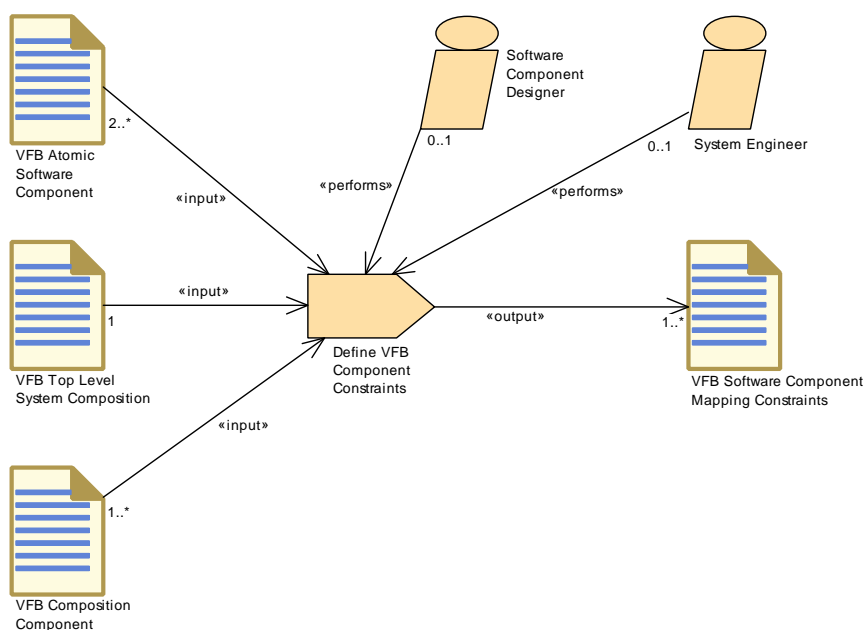 Software
Component
Designer
0..1
System Engineer
0..1
2..*
VFB Atomic
Software
Component
«input»
«performs»
«performs»
«input»
1
VFB Top Level
System Composition
Define VFB
Component
Constraints
«output»
1..*
VFB Software Component
Mapping Constraints
«input»
1..*
VFB Composition
Component